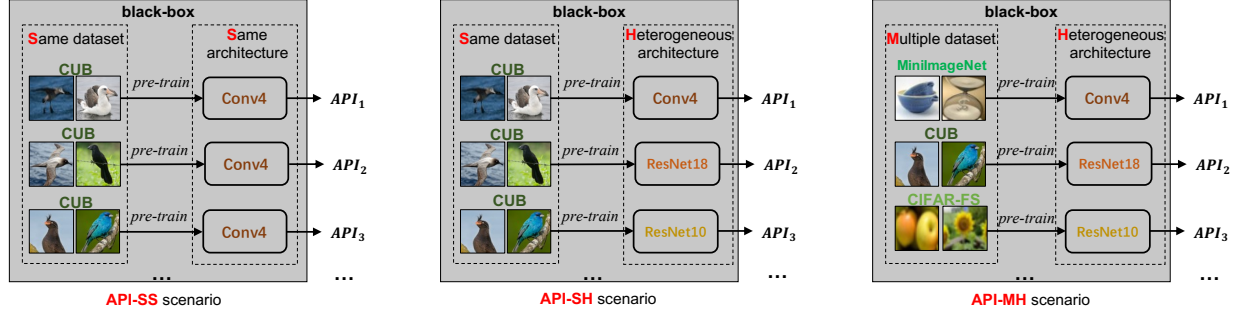 black-box
Same dataset
Same architecture
CUB
pre-train
Conv4
API1
CUB
pre-train
Conv4
API2
CUB
pre-train
Conv4
API3
...
...
API-SS scenario
black-box
Same dataset
Heterogeneous architecture
CUB
pre-train
Conv4
API1
CUB
pre-train
ResNet18
API2
CUB
pre-train
ResNet10
API3
...
...
API-SH scenario
black-box
Multiple dataset
Heterogeneous architecture
MiniImageNet
pre-train
Conv4
API1
CUB
pre-train
ResNet18
API2
CIFAR-FS
pre-train
ResNet10
API3
...
...
API-MH scenario